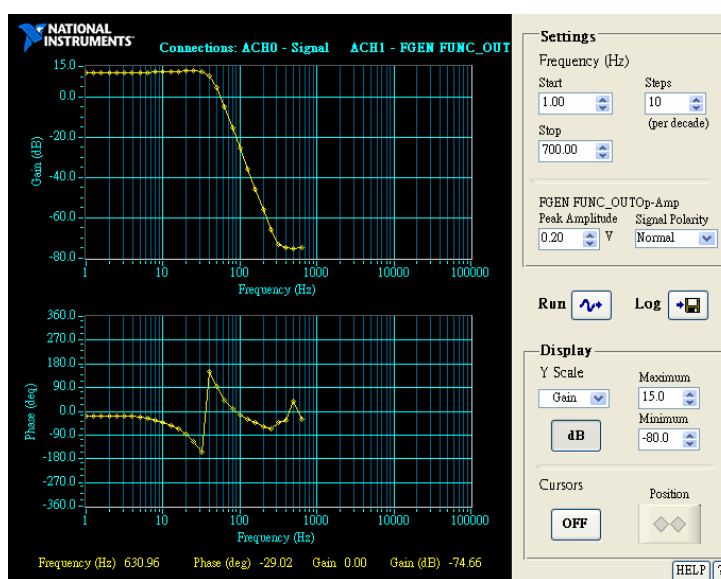 NATIONAL
INSTRUMENTS
Connections: ACH0 - Signal ACH1 - FGEN FUNC_OUT
15.0
0.0
-20.0
-40.0
-60.0
-80.0
Gain (dB)
1 10 100 1000 10000 100000
Frequency (Hz)
360.0
270.0
180.0
90.0
0.0
-90.0
-180.0
-270.0
-360.0
Phase (deg)
1 10 100 1000 10000 100000
Frequency (Hz)
Frequency (Hz) 630.96 Phase (deg) -29.02 Gain 0.00 Gain (dB) -74.66
Settings
Frequency (Hz)
Start Steps
1.00 10
(per decade)
Stop
700.00
FGEN FUNC_OUTOp-Amp
Peak Amplitude Signal Polarity
0.20 V Normal
Run Log
Display
Y Scale Maximum
Gain 15.0
Minimum
dB -80.0
Cursors Position
OFF
HELP